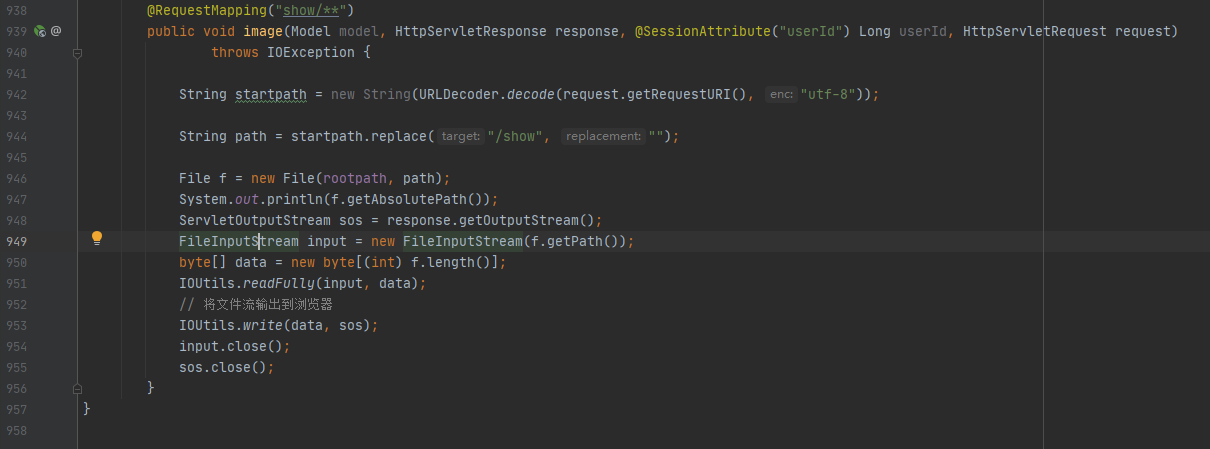 938 @RequestMapping("show/**")
939 @ public void image(Model model, HttpServletResponse response, @SessionAttribute("userId") Long userId, HttpServletRequest request)
940 throws IOException {
941
942 String startpath = new String(URLDecoder.decode(request.getRequestURI(), enc: "utf-8"));
943
944 String path = startpath.replace( target: "/show", replacement: "");
945
946 File f = new File(rootpath, path);
947 System.out.println(f.getAbsolutePath());
948 ServletOutputStream sos = response.getOutputStream();
949 FileInputStream input = new FileInputStream(f.getPath());
950 byte[] data = new byte[(int) f.length()];
951 IOUtils.readFully(input, data);
952 // 将文件流输出到浏览器
953 IOUtils.write(data, sos);
954 input.close();
955 sos.close();
956 }
957 }
958